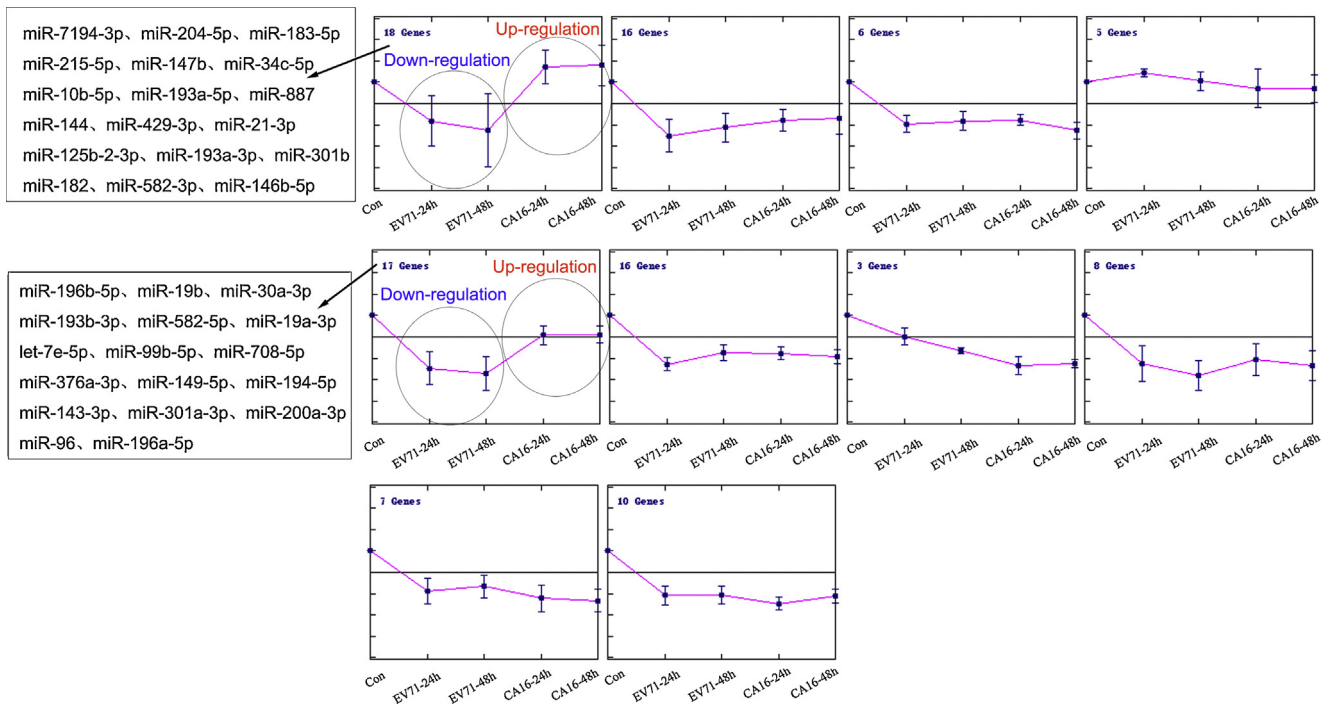 miR-7194-3p、miR-204-5p、miR-183-5p
miR-215-5p、miR-147b、miR-34c-5p
miR-10b-5p、miR-193a-5p、miR-887
miR-144、miR-429-3p、miR-21-3p
miR-125b-2-3p、miR-193a-3p、miR-301b
miR-182、miR-582-3p、miR-146b-5p
18 Genes
Up-regulation
Down-regulation
Con EV71-24h EV71-48h CA16-24h CA16-48h
16 Genes
Con EV71-24h EV71-48h CA16-24h CA16-48h
6 Genes
Con EV71-24h EV71-48h CA16-24h CA16-48h
5 Genes
Con EV71-24h EV71-48h CA16-24h CA16-48h
miR-196b-5p、miR-19b、miR-30a-3p
miR-193b-3p、miR-582-5p、miR-19a-3p
let-7e-5p、miR-99b-5p、miR-708-5p
miR-376a-3p、miR-149-5p、miR-194-5p
miR-143-3p、miR-301a-3p、miR-200a-3p
miR-96、miR-196a-5p
17 Genes
Up-regulation
Down-regulation
Con EV71-24h EV71-48h CA16-24h CA16-48h
16 Genes
Con EV71-24h EV71-48h CA16-24h CA16-48h
3 Genes
Con EV71-24h EV71-48h CA16-24h CA16-48h
8 Genes
Con EV71-24h EV71-48h CA16-24h CA16-48h
7 Genes
Con EV71-24h EV71-48h CA16-24h CA16-48h
10 Genes
Con EV71-24h EV71-48h CA16-24h CA16-48h